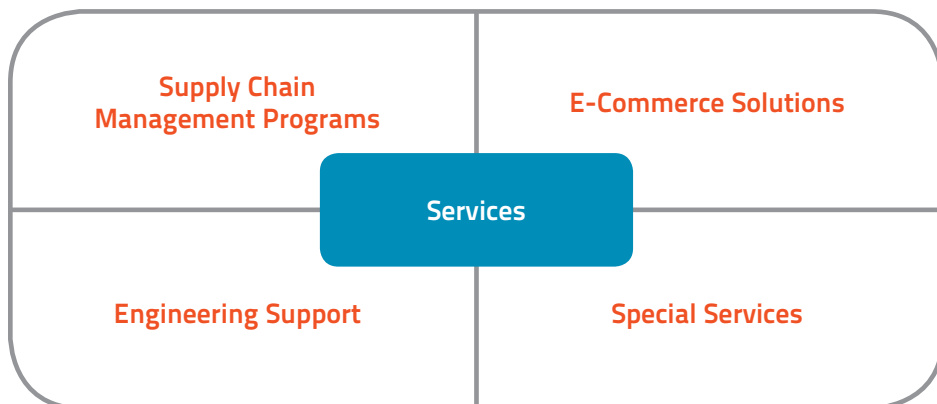 Supply Chain
Management Programs
E-Commerce Solutions
Services
Engineering Support
Special Services